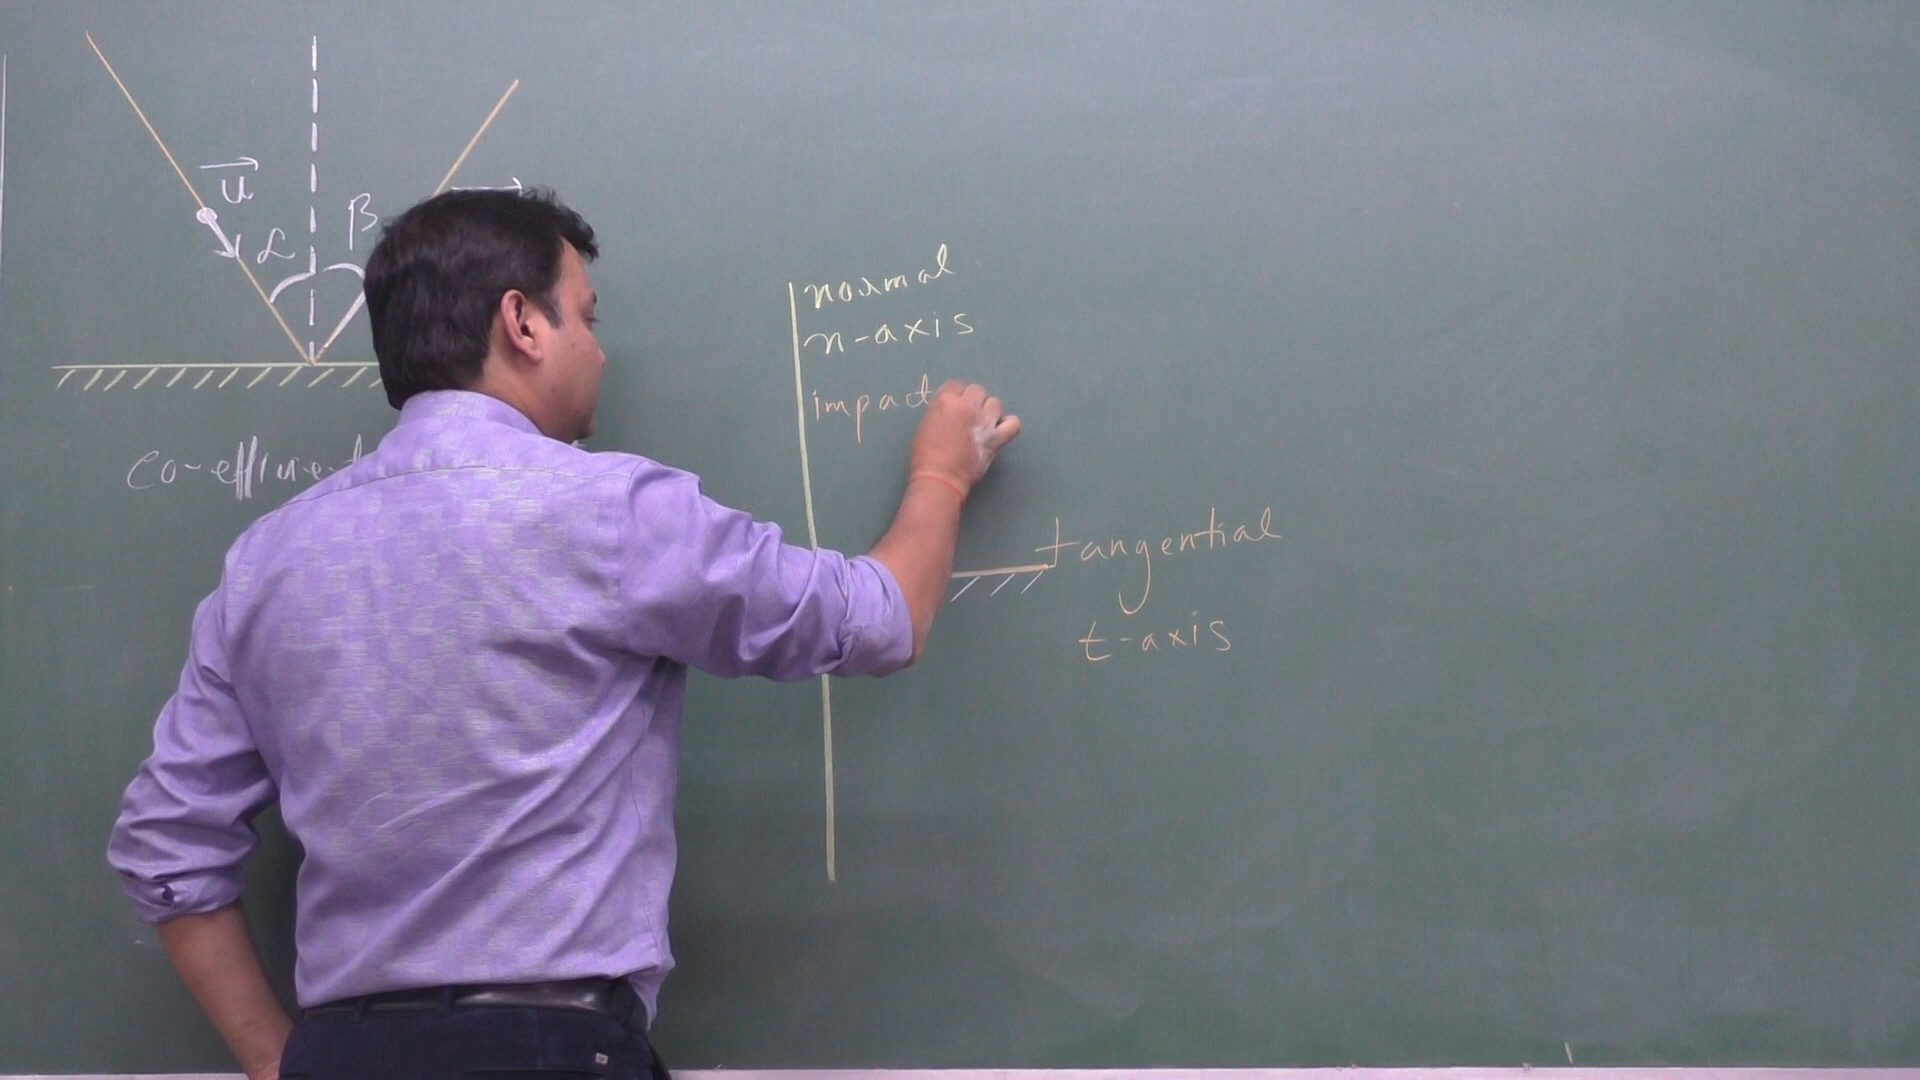 u
α β
co-efficient
normal
n-axis
impact
tangential
t-axis